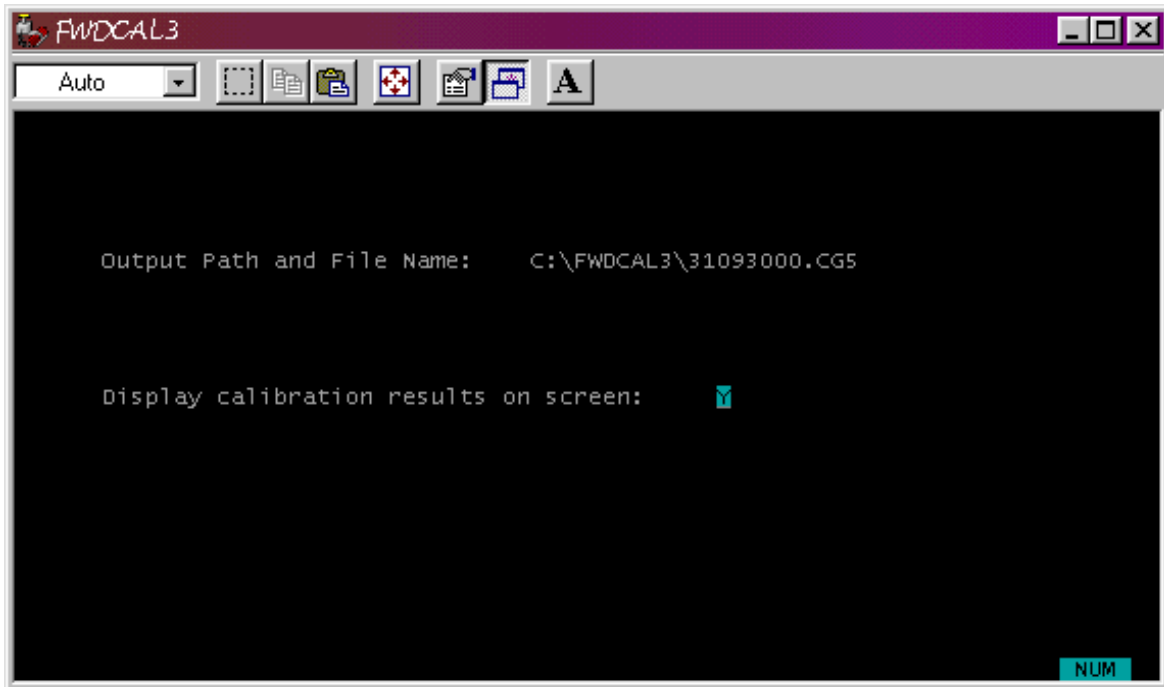 FWDCAL3
Auto
A
Output Path and File Name: C:\FWDCAL3\31093000.CG5
Display calibration results on screen: Y
NUM